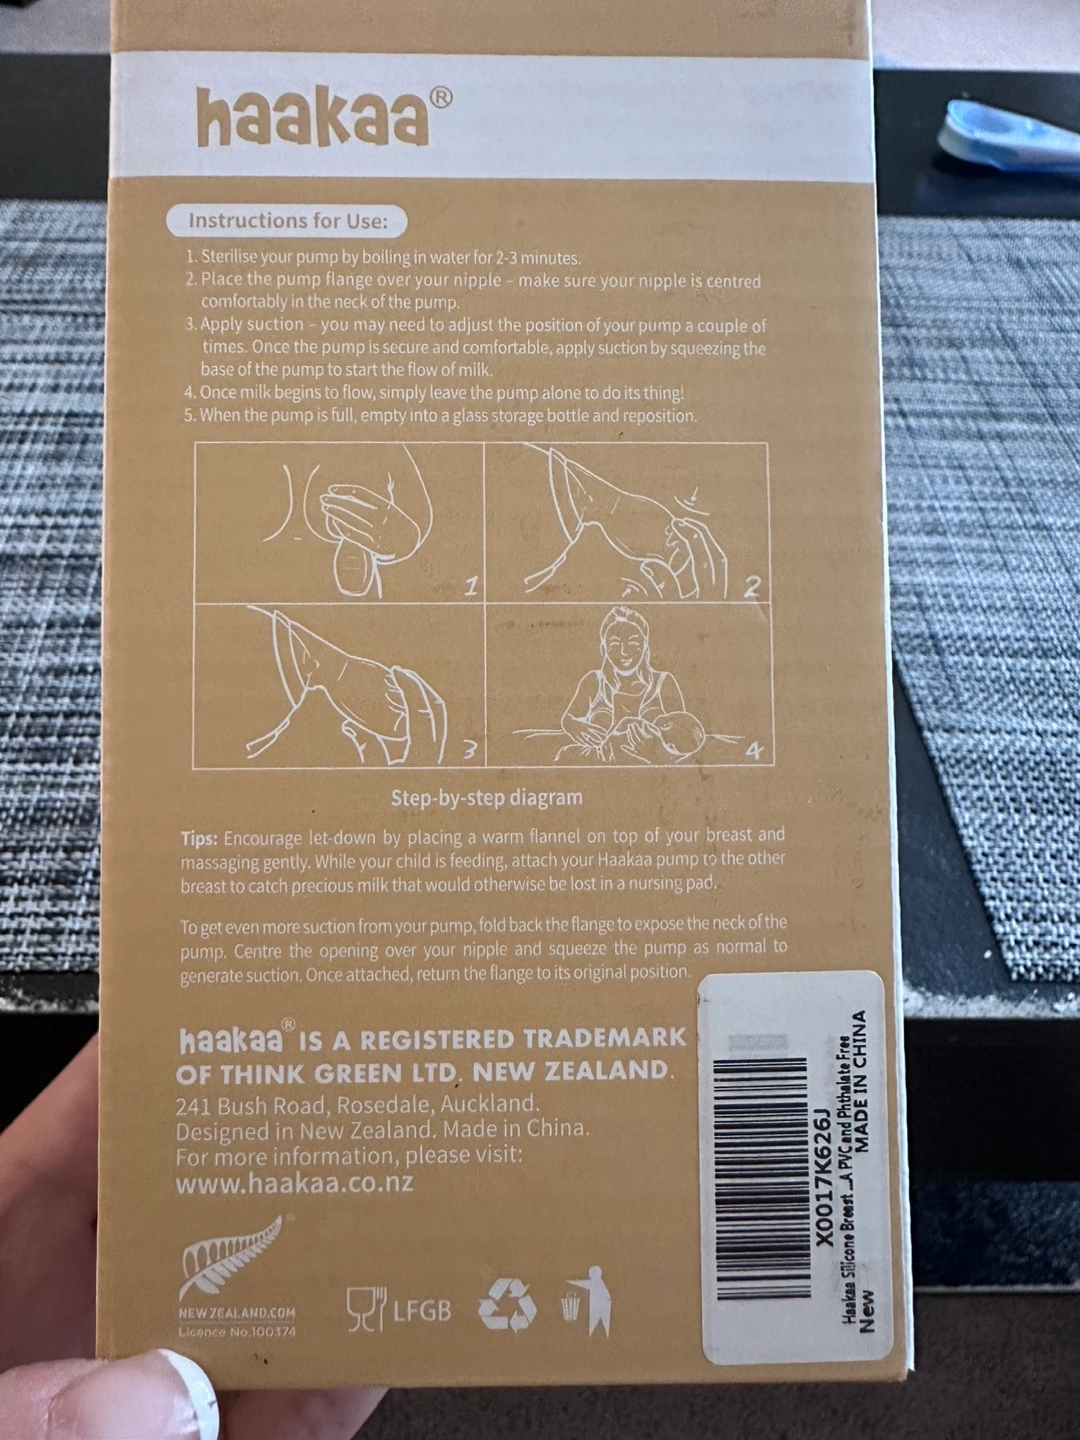 haakaa®
Instructions for Use:
1. Sterilise your pump by boiling in water for 2-3 minutes.
2. Place the pump flange over your nipple – make sure your nipple is centred
comfortably in the neck of the pump.
3. Apply suction – you may need to adjust the position of your pump a couple of
times. Once the pump is secure and comfortable, apply suction by squeezing the
base of the pump to start the flow of milk.
4. Once milk begins to flow, simply leave the pump alone to do its thing!
5. When the pump is full, empty into a glass storage bottle and reposition.
1
2
3
4
Step-by-step diagram
Tips: Encourage let-down by placing a warm flannel on top of your breast and
massaging gently. While your child is feeding, attach your Haakaa pump to the other
breast to catch precious milk that would otherwise be lost in a nursing pad.
To get even more suction from your pump, fold back the flange to expose the neck of the
pump. Centre the opening over your nipple and squeeze the pump as normal to
generate suction. Once attached, return the flange to its original position.
haakaa® IS A REGISTERED TRADEMARK
OF THINK GREEN LTD. NEW ZEALAND.
241 Bush Road, Rosedale, Auckland.
Designed in New Zealand. Made in China.
For more information, please visit:
www.haakaa.co.nz
NEWZEALAND.COM
Licence No.100374
LFGB
X0017K626J
Haakaa Silicone Breast ...A PVC and Phthalate Free
New
MADE IN CHINA